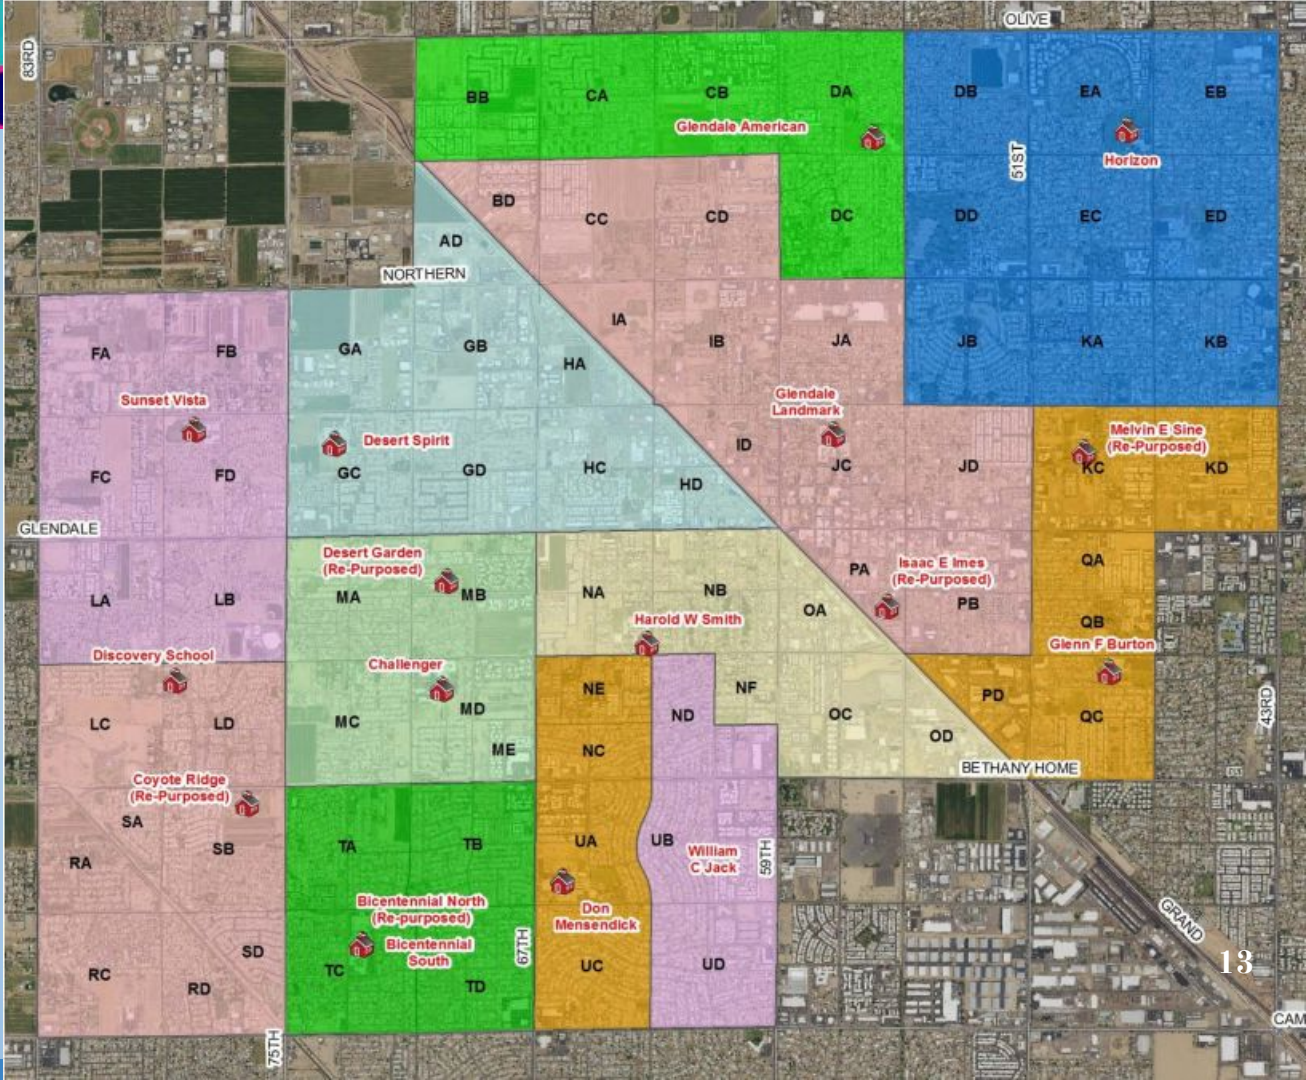 OLIVE
83RD
BB
CA
CB
DA
DB
EA
EB
Glendale American
Horizon
51ST
BD
CC
CD
DC
DD
EC
ED
AD
NORTHERN
IA
IB
JA
JB
KA
KB
FA
FB
GA
GB
HA
Sunset Vista
Desert Spirit
Glendale
Landmark
Melvin E Sine
(Re-Purposed)
FC
FD
GC
GD
HC
HD
ID
JC
JD
KC
KD
GLENDALE
Desert Garden
(Re-Purposed)
Isaac E Imes
(Re-Purposed)
QA
LA
LB
MA
MB
NA
NB
OA
PA
PB
QB
Harold W Smith
Glenn F Burton
Discovery School
Challenger
LC
LD
MC
MD
ME
NE
ND
NF
NC
OC
OD
PD
QC
43RD
BETHANY HOME
Coyote Ridge
(Re-Purposed)
SA
SB
RA
TA
TB
UA
UB
William
C Jack
59TH
Bicentennial North
(Re-purposed)
Bicentennial
South
Don
Mensendick
67TH
GRAND
SD
RC
RD
TC
TD
UC
UD
13
75TH
CAM